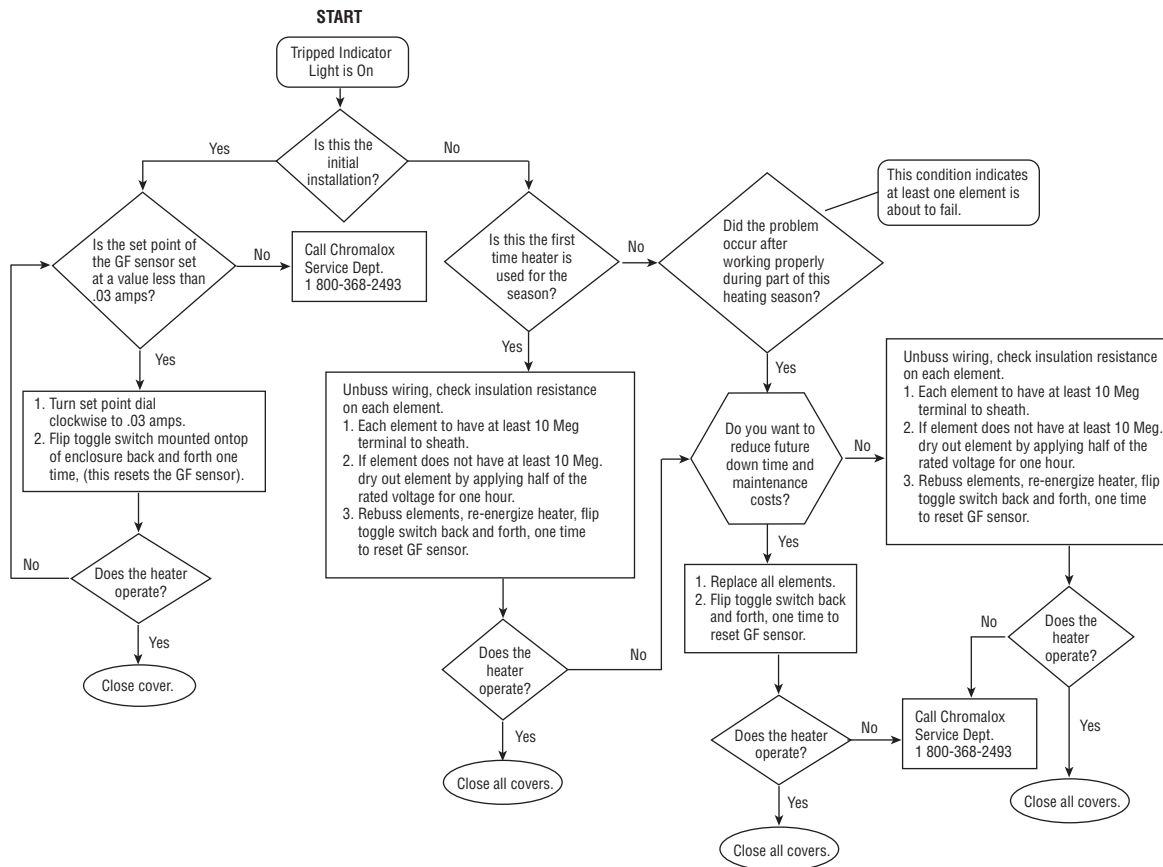 START
Tripped Indicator
Light is On
Is this the
initial
installation?
Yes
No
This condition indicates
at least one element is
about to fail.
Is the set point of
the GF sensor set
at a value less than
.03 amps?
No
Call Chromalox
Service Dept.
1 800-368-2493
Is this the first
time heater is
used for the
season?
No
Did the problem
occur after
working properly
during part of this
heating season?
Yes
Yes
Yes
1. Turn set point dial
clockwise to .03 amps.
2. Flip toggle switch mounted ontop
of enclosure back and forth one
time, (this resets the GF sensor).
Unbuss wiring, check insulation resistance
on each element.
1. Each element to have at least 10 Meg
terminal to sheath.
2. If element does not have at least 10 Meg.
dry out element by applying half of the
rated voltage for one hour.
3. Rebuss elements, re-energize heater, flip
toggle switch back and forth, one time
to reset GF sensor.
Do you want to
reduce future
down time and
maintenance
costs?
No
Unbuss wiring, check insulation resistance
on each element.
1. Each element to have at least 10 Meg
terminal to sheath.
2. If element does not have at least 10 Meg.
dry out element by applying half of the
rated voltage for one hour.
3. Rebuss elements, re-energize heater, flip
toggle switch back and forth, one time
to reset GF sensor.
Yes
No
Does the heater
operate?
Yes
Close cover.
1. Replace all elements.
2. Flip toggle switch back
and forth, one time to
reset GF sensor.
Does the
heater
operate?
No
Yes
Close all covers.
Does the heater
operate?
No
Yes
Close all covers.
No
Does the
heater
operate?
Call Chromalox
Service Dept.
1 800-368-2493
Yes
Close all covers.